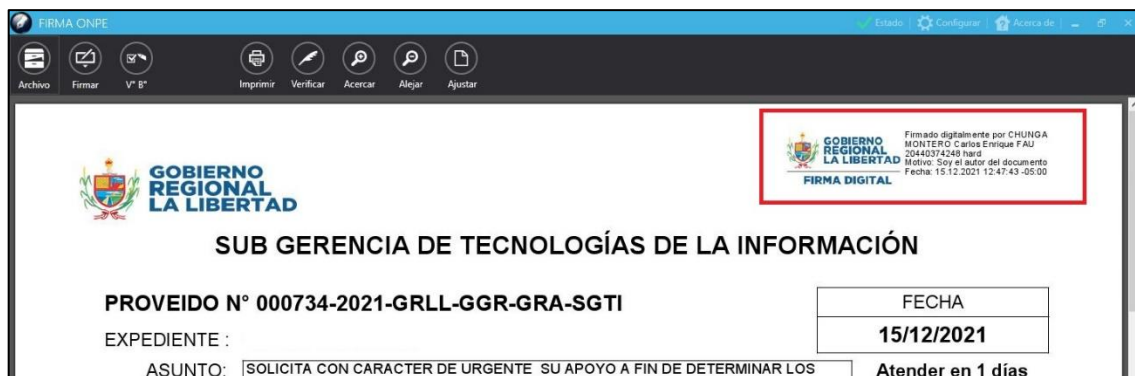 FIRMA ONPE
Estado | Configurar | Acerca de |
Archivo Firmar V° B° Imprimir Verificar Acercar Alejar Ajustar
GOBIERNO
REGIONAL
LA LIBERTAD
FIRMA DIGITAL
Firmado digitalmente por CHUNGA
MONTERO Carlos Enrique FAU
20440374248 hard
Motivo: Soy el autor del documento
Fecha: 15.12.2021 12:47:43 -05:00
GOBIERNO
REGIONAL
LA LIBERTAD
SUB GERENCIA DE TECNOLOGÍAS DE LA INFORMACIÓN
PROVEIDO N° 000734-2021-GRLL-GGR-GRA-SGTI
FECHA
15/12/2021
EXPEDIENTE :
ASUNTO: SOLICITA CON CARACTER DE URGENTE SU APOYO A FIN DE DETERMINAR LOS
Atender en 1 días